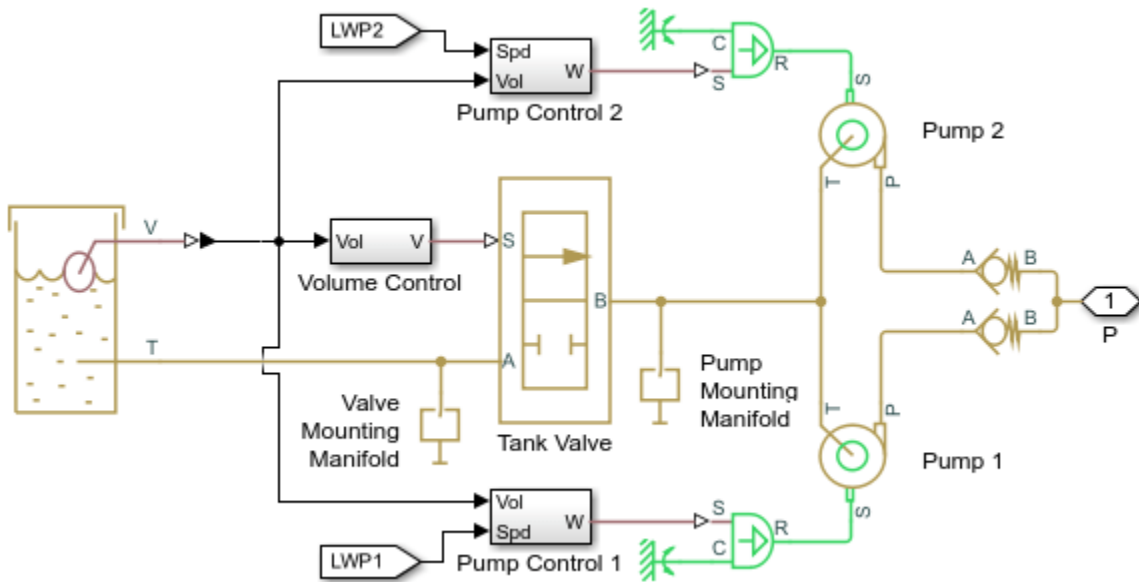 LWP2
Spd
Vol
W
Pump Control 2
C
S
R
S
Pump 2
T
P
V
Vol
V
Volume Control
S
B
A
Tank Valve
T
Valve
Mounting
Manifold
Pump
Mounting
Manifold
A
B
A
B
1
P
T
P
Pump 1
S
Vol
Spd
W
Pump Control 1
LWP1
S
C
R